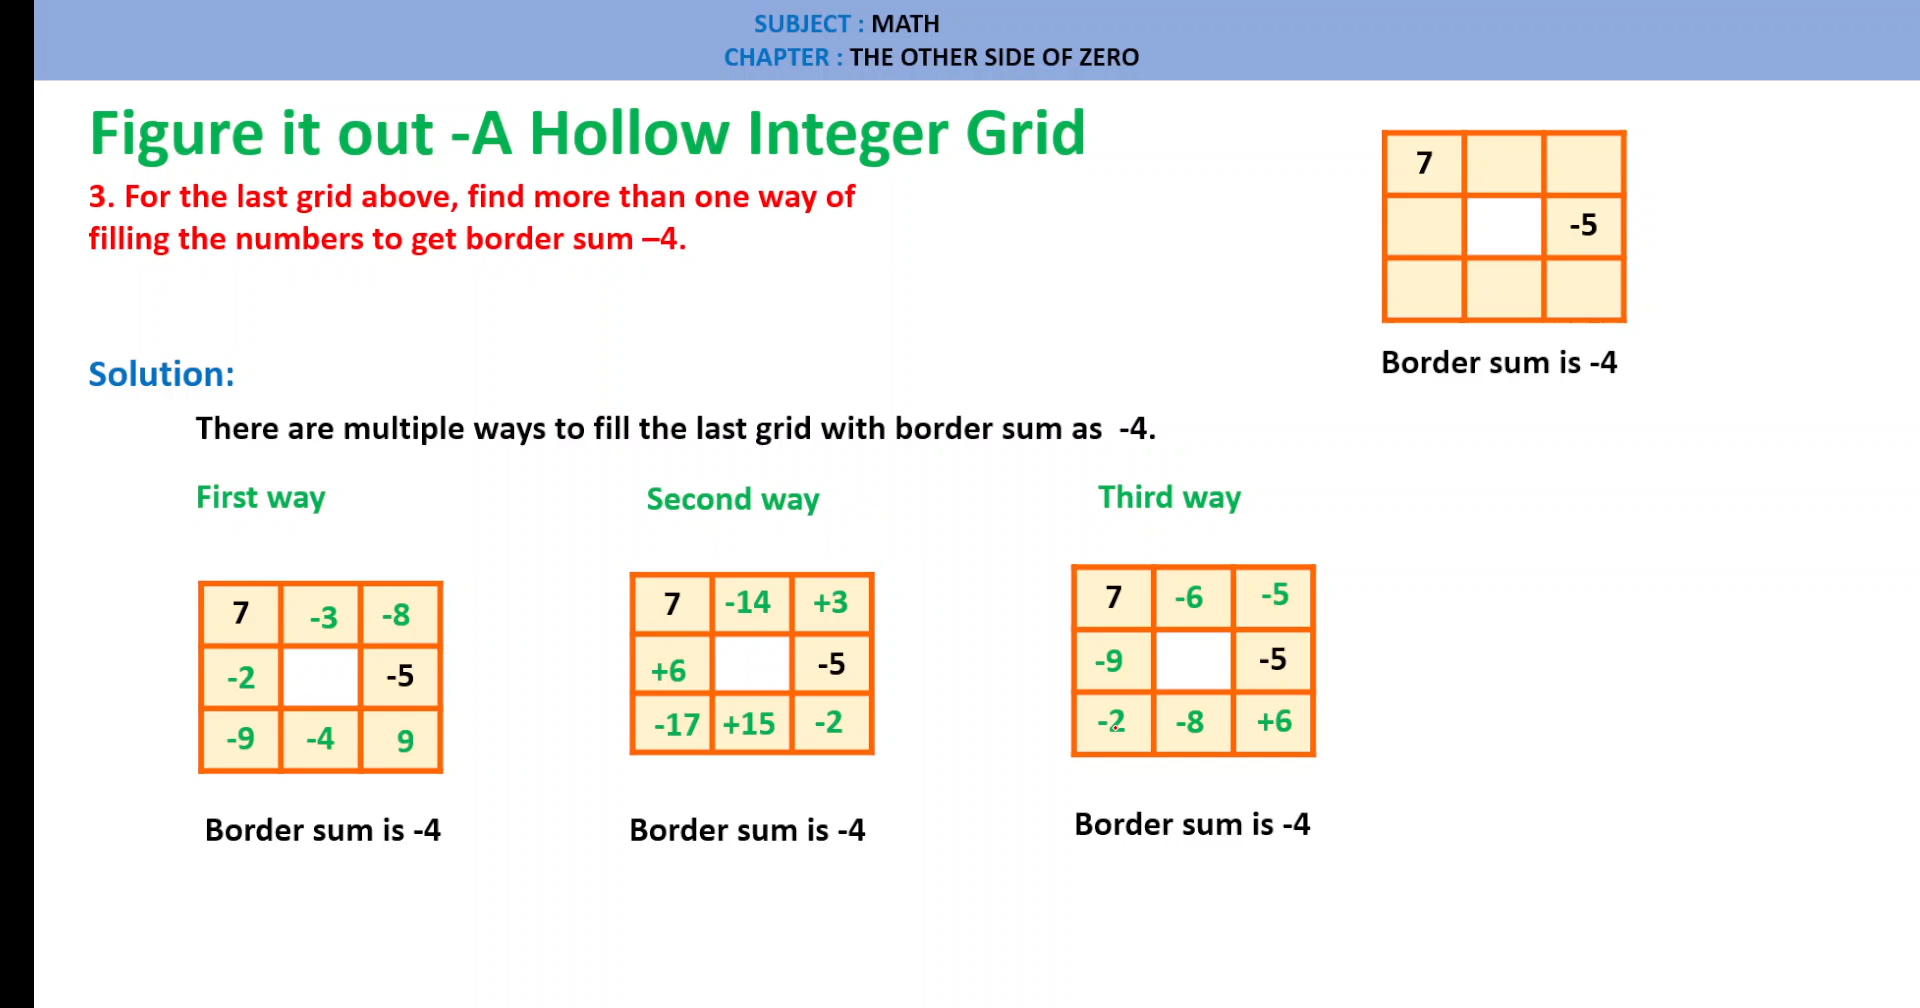 SUBJECT : MATH
CHAPTER : THE OTHER SIDE OF ZERO
Figure it out -A Hollow Integer Grid
3. For the last grid above, find more than one way of
filling the numbers to get border sum –4.
7
-5
Border sum is -4
Solution:
There are multiple ways to fill the last grid with border sum as -4.
First way
7 -3 -8
-2 -5
-9 -4 9
Border sum is -4
Second way
7 -14 +3
+6 -5
-17 +15 -2
Border sum is -4
Third way
7 -6 -5
-9 -5
-2 -8 +6
Border sum is -4